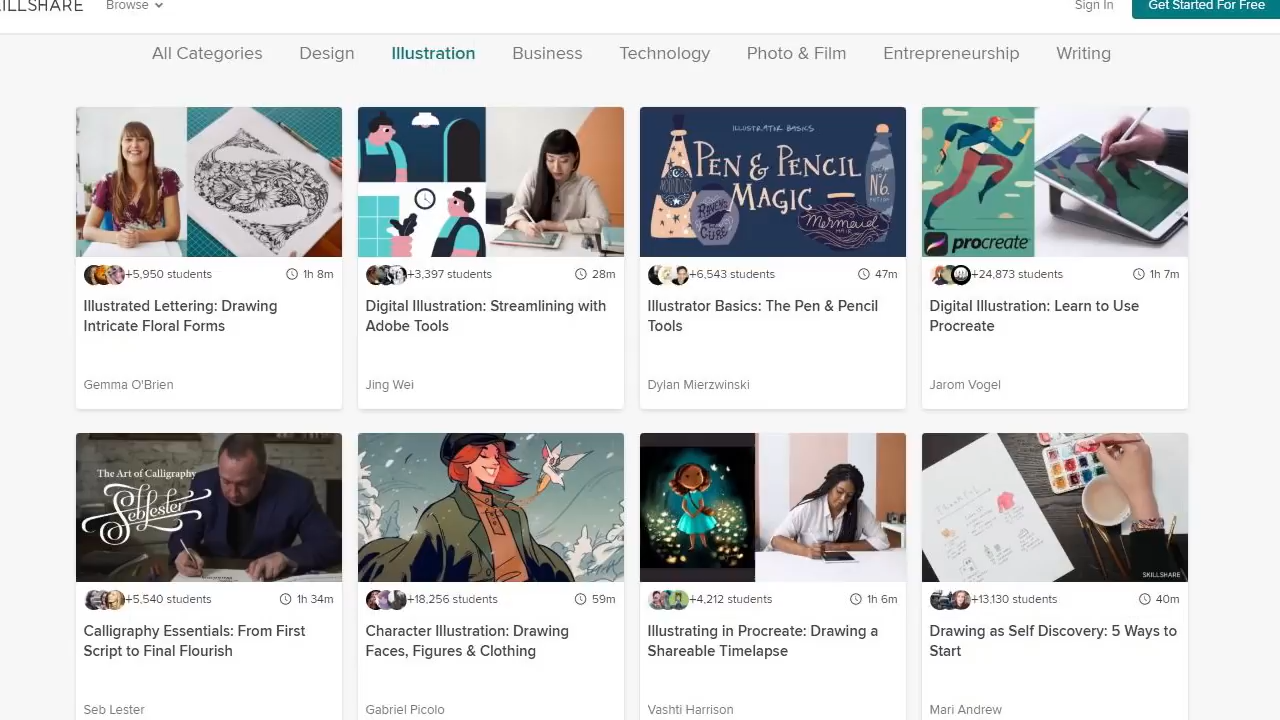 ILLSHARE
Browse
Sign In
Get Started For Free
All Categories
Design
Illustration
Business
Technology
Photo & Film
Entrepreneurship
Writing
ILLUSTRATOR BASICS
PEN & PENCIL
MAGIC
RAVEN'S
CURE
Mermaid
HAIR
No6.
procreate
+5,950 students
1h 8m
Illustrated Lettering: Drawing
Intricate Floral Forms
Gemma O'Brien
+3,397 students
28m
Digital Illustration: Streamlining with
Adobe Tools
Jing Wei
+6,543 students
47m
Illustrator Basics: The Pen & Pencil
Tools
Dylan Mierzwinski
+24,873 students
1h 7m
Digital Illustration: Learn to Use
Procreate
Jarom Vogel
The Art of Calligraphy
Seb Lester
SKILLSHARE
+5,540 students
1h 34m
Calligraphy Essentials: From First
Script to Final Flourish
Seb Lester
+18,256 students
59m
Character Illustration: Drawing
Faces, Figures & Clothing
Gabriel Picolo
+4,212 students
1h 6m
Illustrating in Procreate: Drawing a
Shareable Timelapse
Vashti Harrison
+13,130 students
40m
Drawing as Self Discovery: 5 Ways to
Start
Mari Andrew